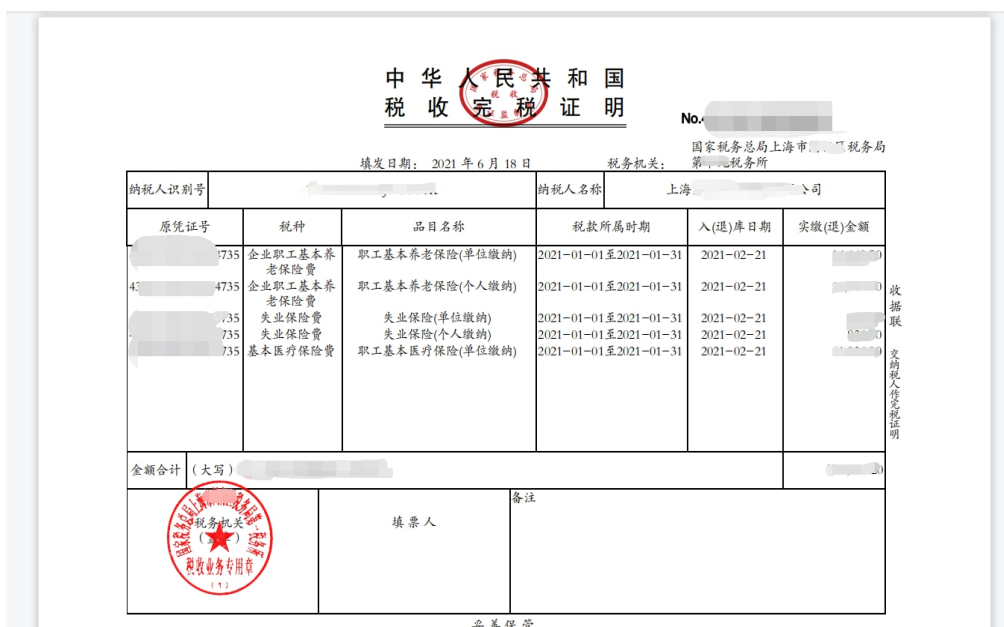 中华人民共和国
税收完税证明
No.
国家税务总局上海市 税务局
填发日期： 2021 年 6 月 18 日 税务机关： 第 税务所
纳税人识别号 纳税人名称 上海 公司
原凭证号 税种 品目名称 税款所属时期 入(退)库日期 实缴(退)金额
4735 企业职工基本养老保险费 职工基本养老保险(单位缴纳) 2021-01-01至2021-01-31 2021-02-21
4735 企业职工基本养老保险费 职工基本养老保险(个人缴纳) 2021-01-01至2021-01-31 2021-02-21
735 失业保险费 失业保险(单位缴纳) 2021-01-01至2021-01-31 2021-02-21
735 失业保险费 失业保险(个人缴纳) 2021-01-01至2021-01-31 2021-02-21
735 基本医疗保险费 职工基本医疗保险(单位缴纳) 2021-01-01至2021-01-31 2021-02-21
收据联 交纳税人作完税证明
金额合计 (大写)
税务机关
税收业务专用章
(1)
填票人
备注
妥善保管